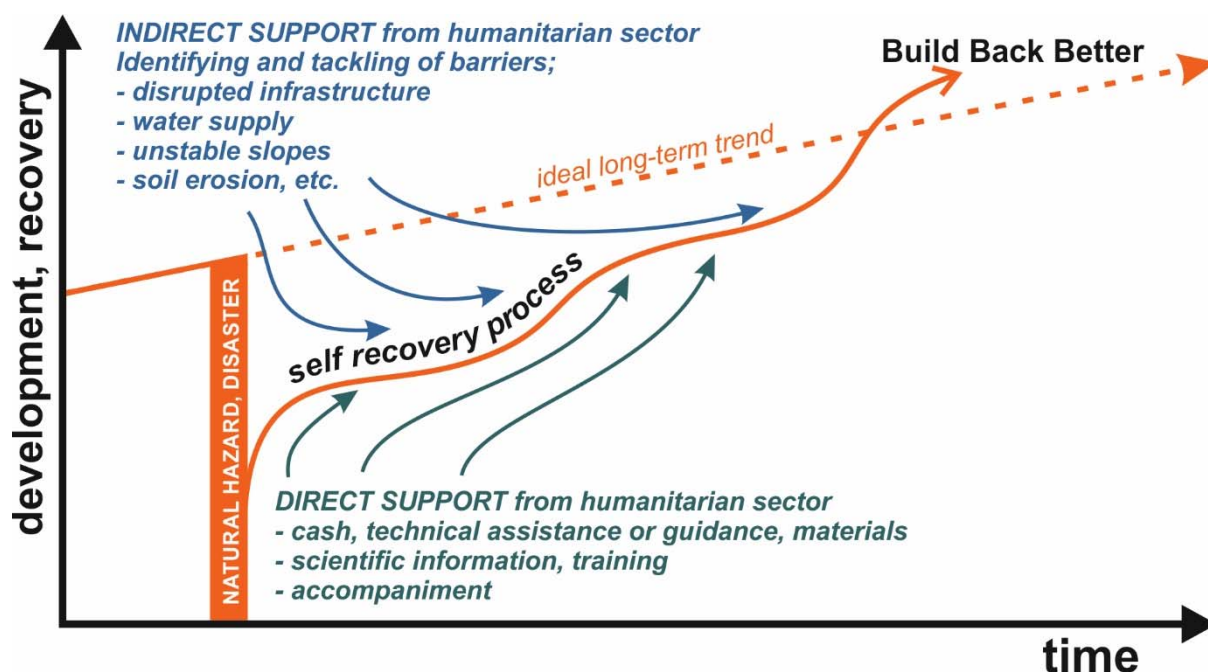 INDIRECT SUPPORT from humanitarian sector
Identifying and tackling of barriers;
- disrupted infrastructure
- water supply
- unstable slopes
- soil erosion, etc.
Build Back Better
ideal long-term trend
development, recovery
NATURAL HAZARD, DISASTER
self recovery process
DIRECT SUPPORT from humanitarian sector
- cash, technical assistance or guidance, materials
- scientific information, training
- accompaniment
time